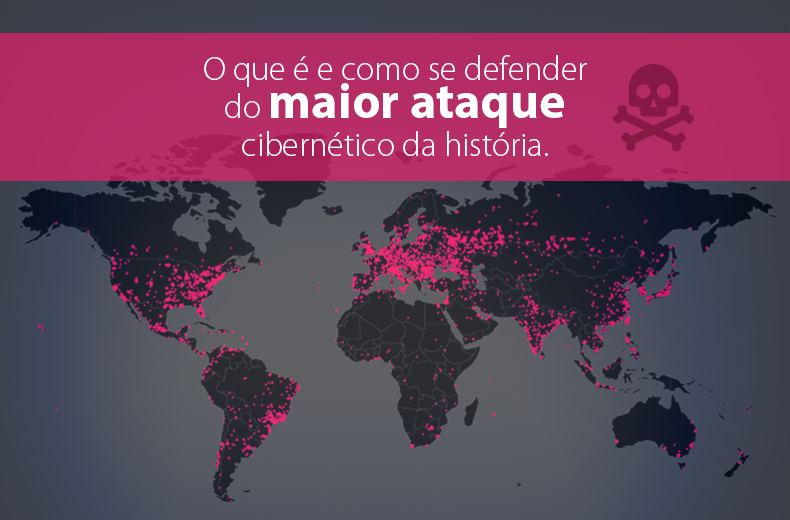 O que é e como se defender
do maior ataque
cibernético da história.